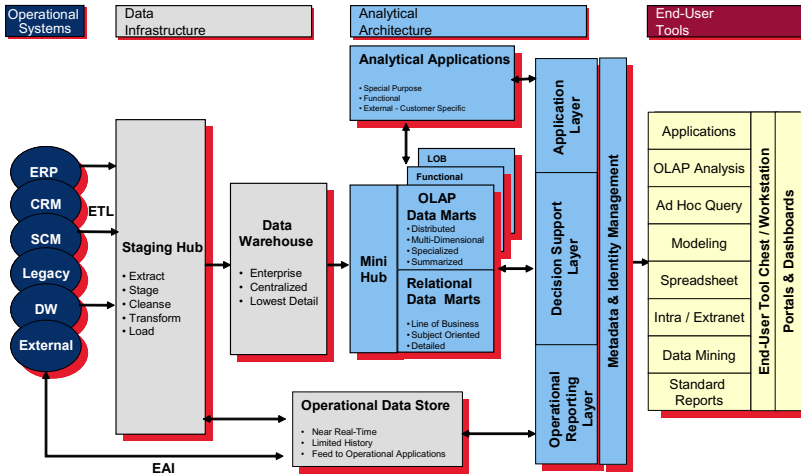 Operational
Systems
Data
Infrastructure
Analytical
Architecture
End-User
Tools
Analytical Applications
• Special Purpose
• Functional
• External - Customer Specific
ERP
CRM
SCM
Legacy
DW
External
ETL
EAI
Staging Hub
• Extract
• Stage
• Cleanse
• Transform
• Load
Data
Warehouse
• Enterprise
• Centralized
• Lowest Detail
Mini
Hub
LOB
Functional
OLAP
Data Marts
• Distributed
• Multi-Dimensional
• Specialized
• Summarized
Relational
Data Marts
• Line of Business
• Subject Oriented
• Detailed
Operational Data Store
• Near Real-Time
• Limited History
• Feed to Operational Applications
Application
Layer
Decision Support
Layer
Operational
Reporting
Layer
Metadata & Identity Management
Applications
OLAP Analysis
Ad Hoc Query
Modeling
Spreadsheet
Intra / Extranet
Data Mining
Standard
Reports
End-User Tool Chest / Workstation
Portals & Dashboards